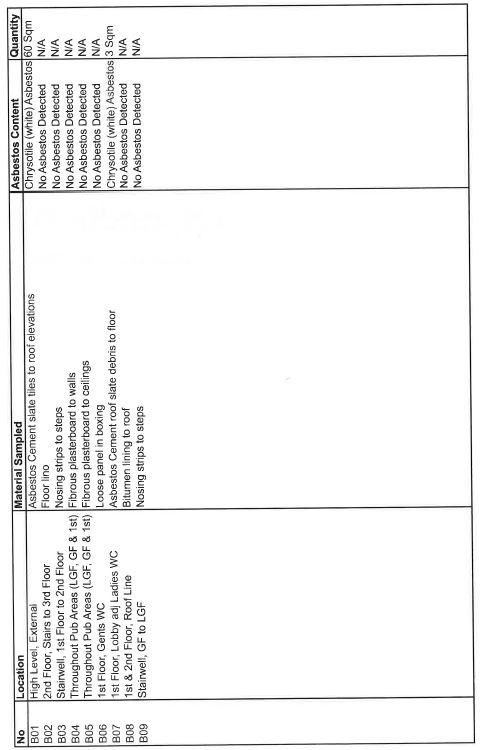 No Location Material Sampled Asbestos Content Quantity
B01 High Level, External Asbestos Cement slate tiles to roof elevations Chrysotile (white) Asbestos 60 Sqm
B02 2nd Floor, Stairs to 3rd Floor Floor lino No Asbestos Detected N/A
B03 Stairwell, 1st Floor to 2nd Floor Nosing strips to steps No Asbestos Detected N/A
B04 Throughout Pub Areas (LGF, GF & 1st) Fibrous plasterboard to walls No Asbestos Detected N/A
B05 Throughout Pub Areas (LGF, GF & 1st) Fibrous plasterboard to ceilings No Asbestos Detected N/A
B06 1st Floor, Gents WC Loose panel in boxing No Asbestos Detected N/A
B07 1st Floor, Lobby adj Ladies WC Asbestos Cement roof slate debris to floor Chrysotile (white) Asbestos 3 Sqm
B08 1st & 2nd Floor, Roof Line Bitumen lining to roof No Asbestos Detected N/A
B09 Stairwell, GF to LGF Nosing strips to steps No Asbestos Detected N/A